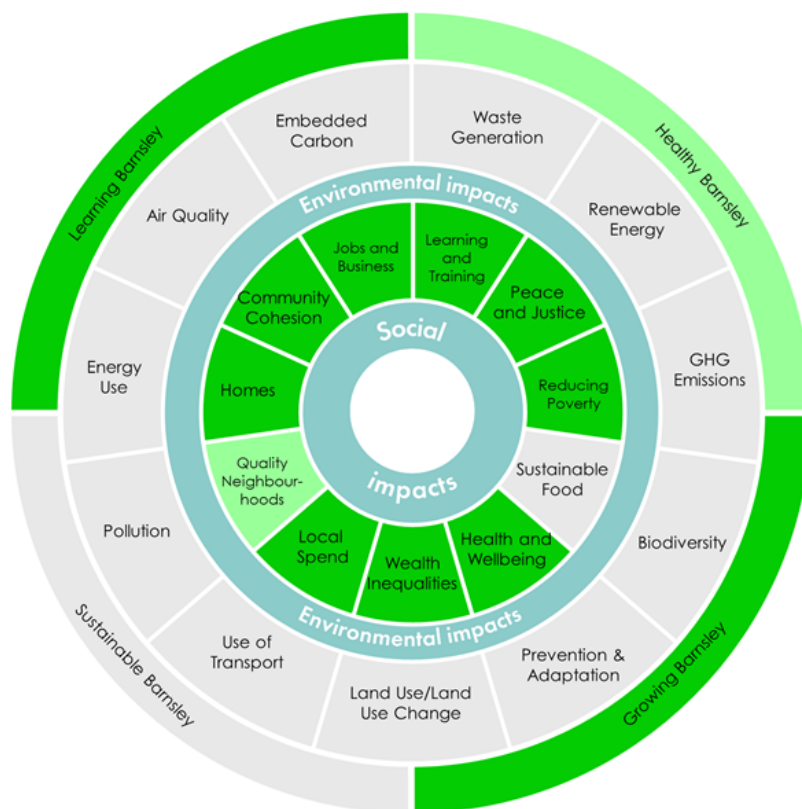 Learning Barnsley
Healthy Barnsley
Growing Barnsley
Sustainable Barnsley
Embedded
Carbon
Waste
Generation
Renewable
Energy
GHG
Emissions
Biodiversity
Prevention &
Adaptation
Land Use/Land
Use Change
Use of
Transport
Pollution
Energy
Use
Air Quality
Environmental impacts
Jobs and
Business
Learning
and
Training
Peace
and Justice
Reducing
Poverty
Sustainable
Food
Health and
Wellbeing
Wealth
Inequalities
Local
Spend
Quality
Neighbour-
hoods
Homes
Community
Cohesion
Social
impacts
Environmental impacts